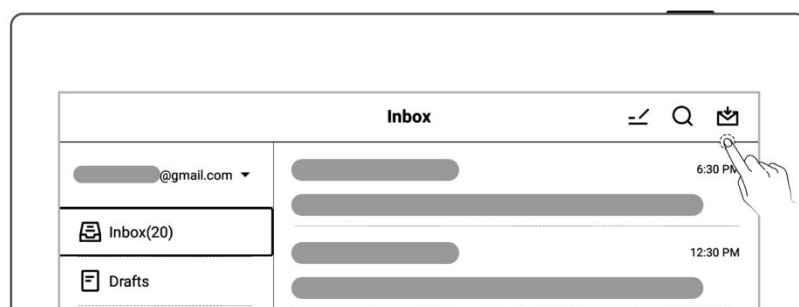 Inbox
@gmail.com
6:30 PM
Inbox(20)
12:30 PM
Drafts